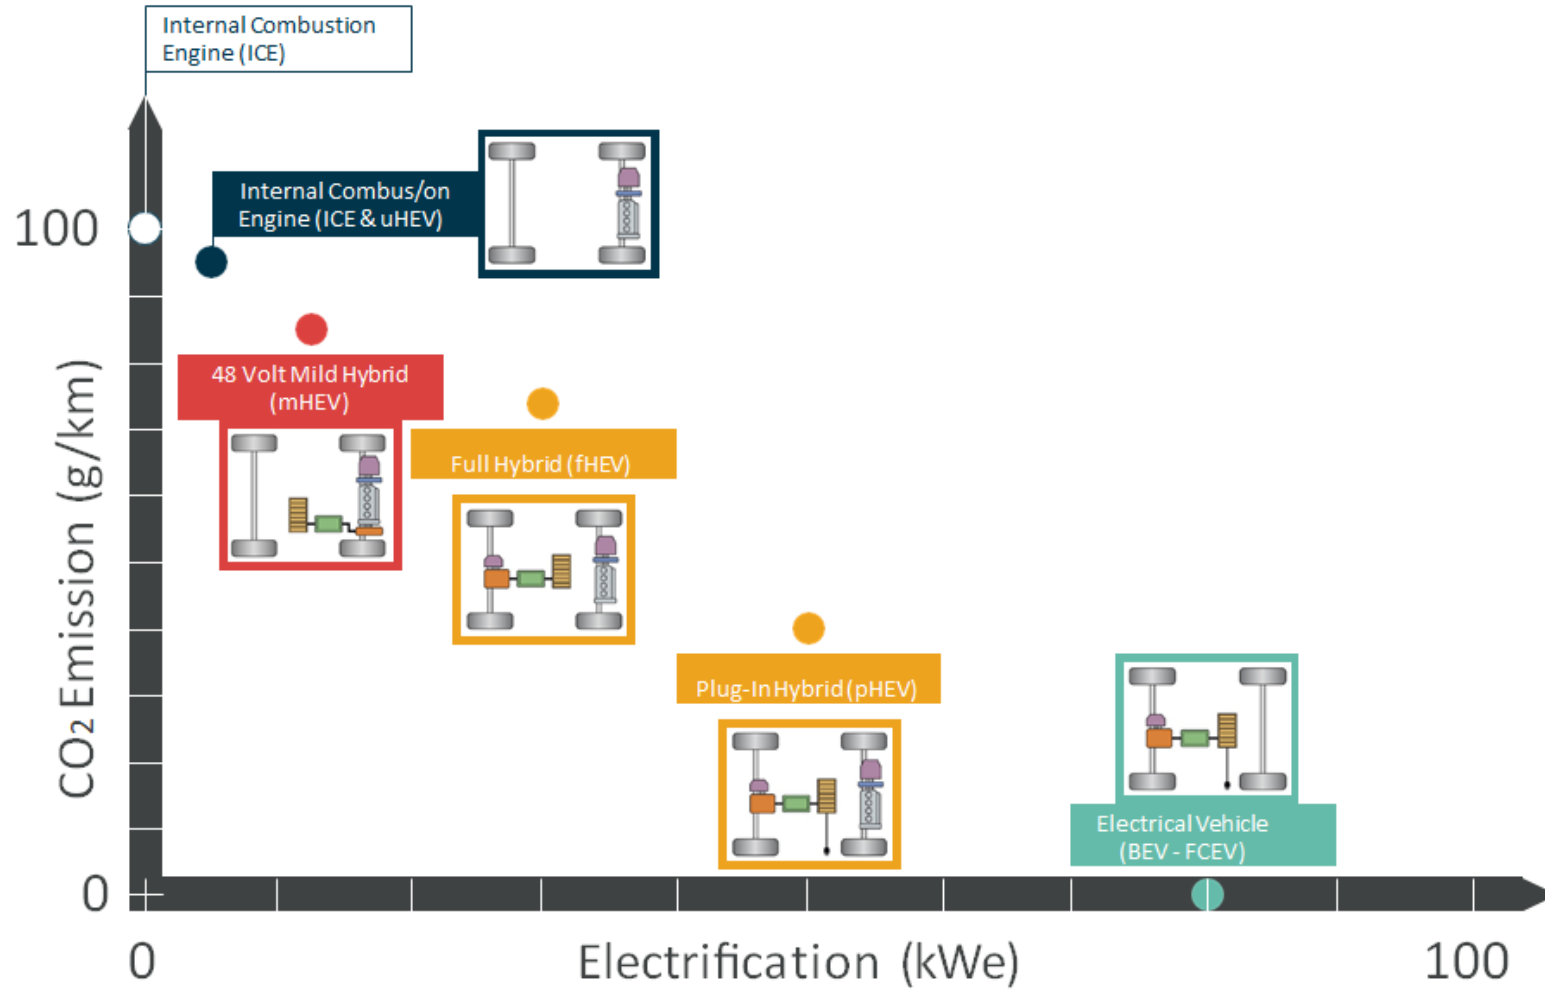 Internal Combustion
Engine (ICE)
Internal Combus/on
Engine (ICE & uHEV)
100
48 Volt Mild Hybrid
(mHEV)
Full Hybrid (fHEV)
CO₂ Emission (g/km)
Plug-In Hybrid (pHEV)
Electrical Vehicle
(BEV - FCEV)
0
0
Electrification (kWe)
100